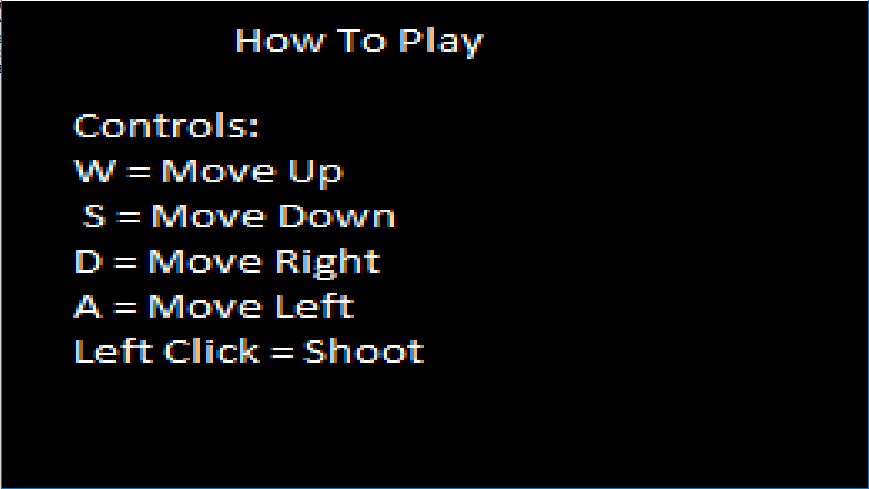 How To Play
Controls:
W = Move Up
S = Move Down
D = Move Right
A = Move Left
Left Click = Shoot